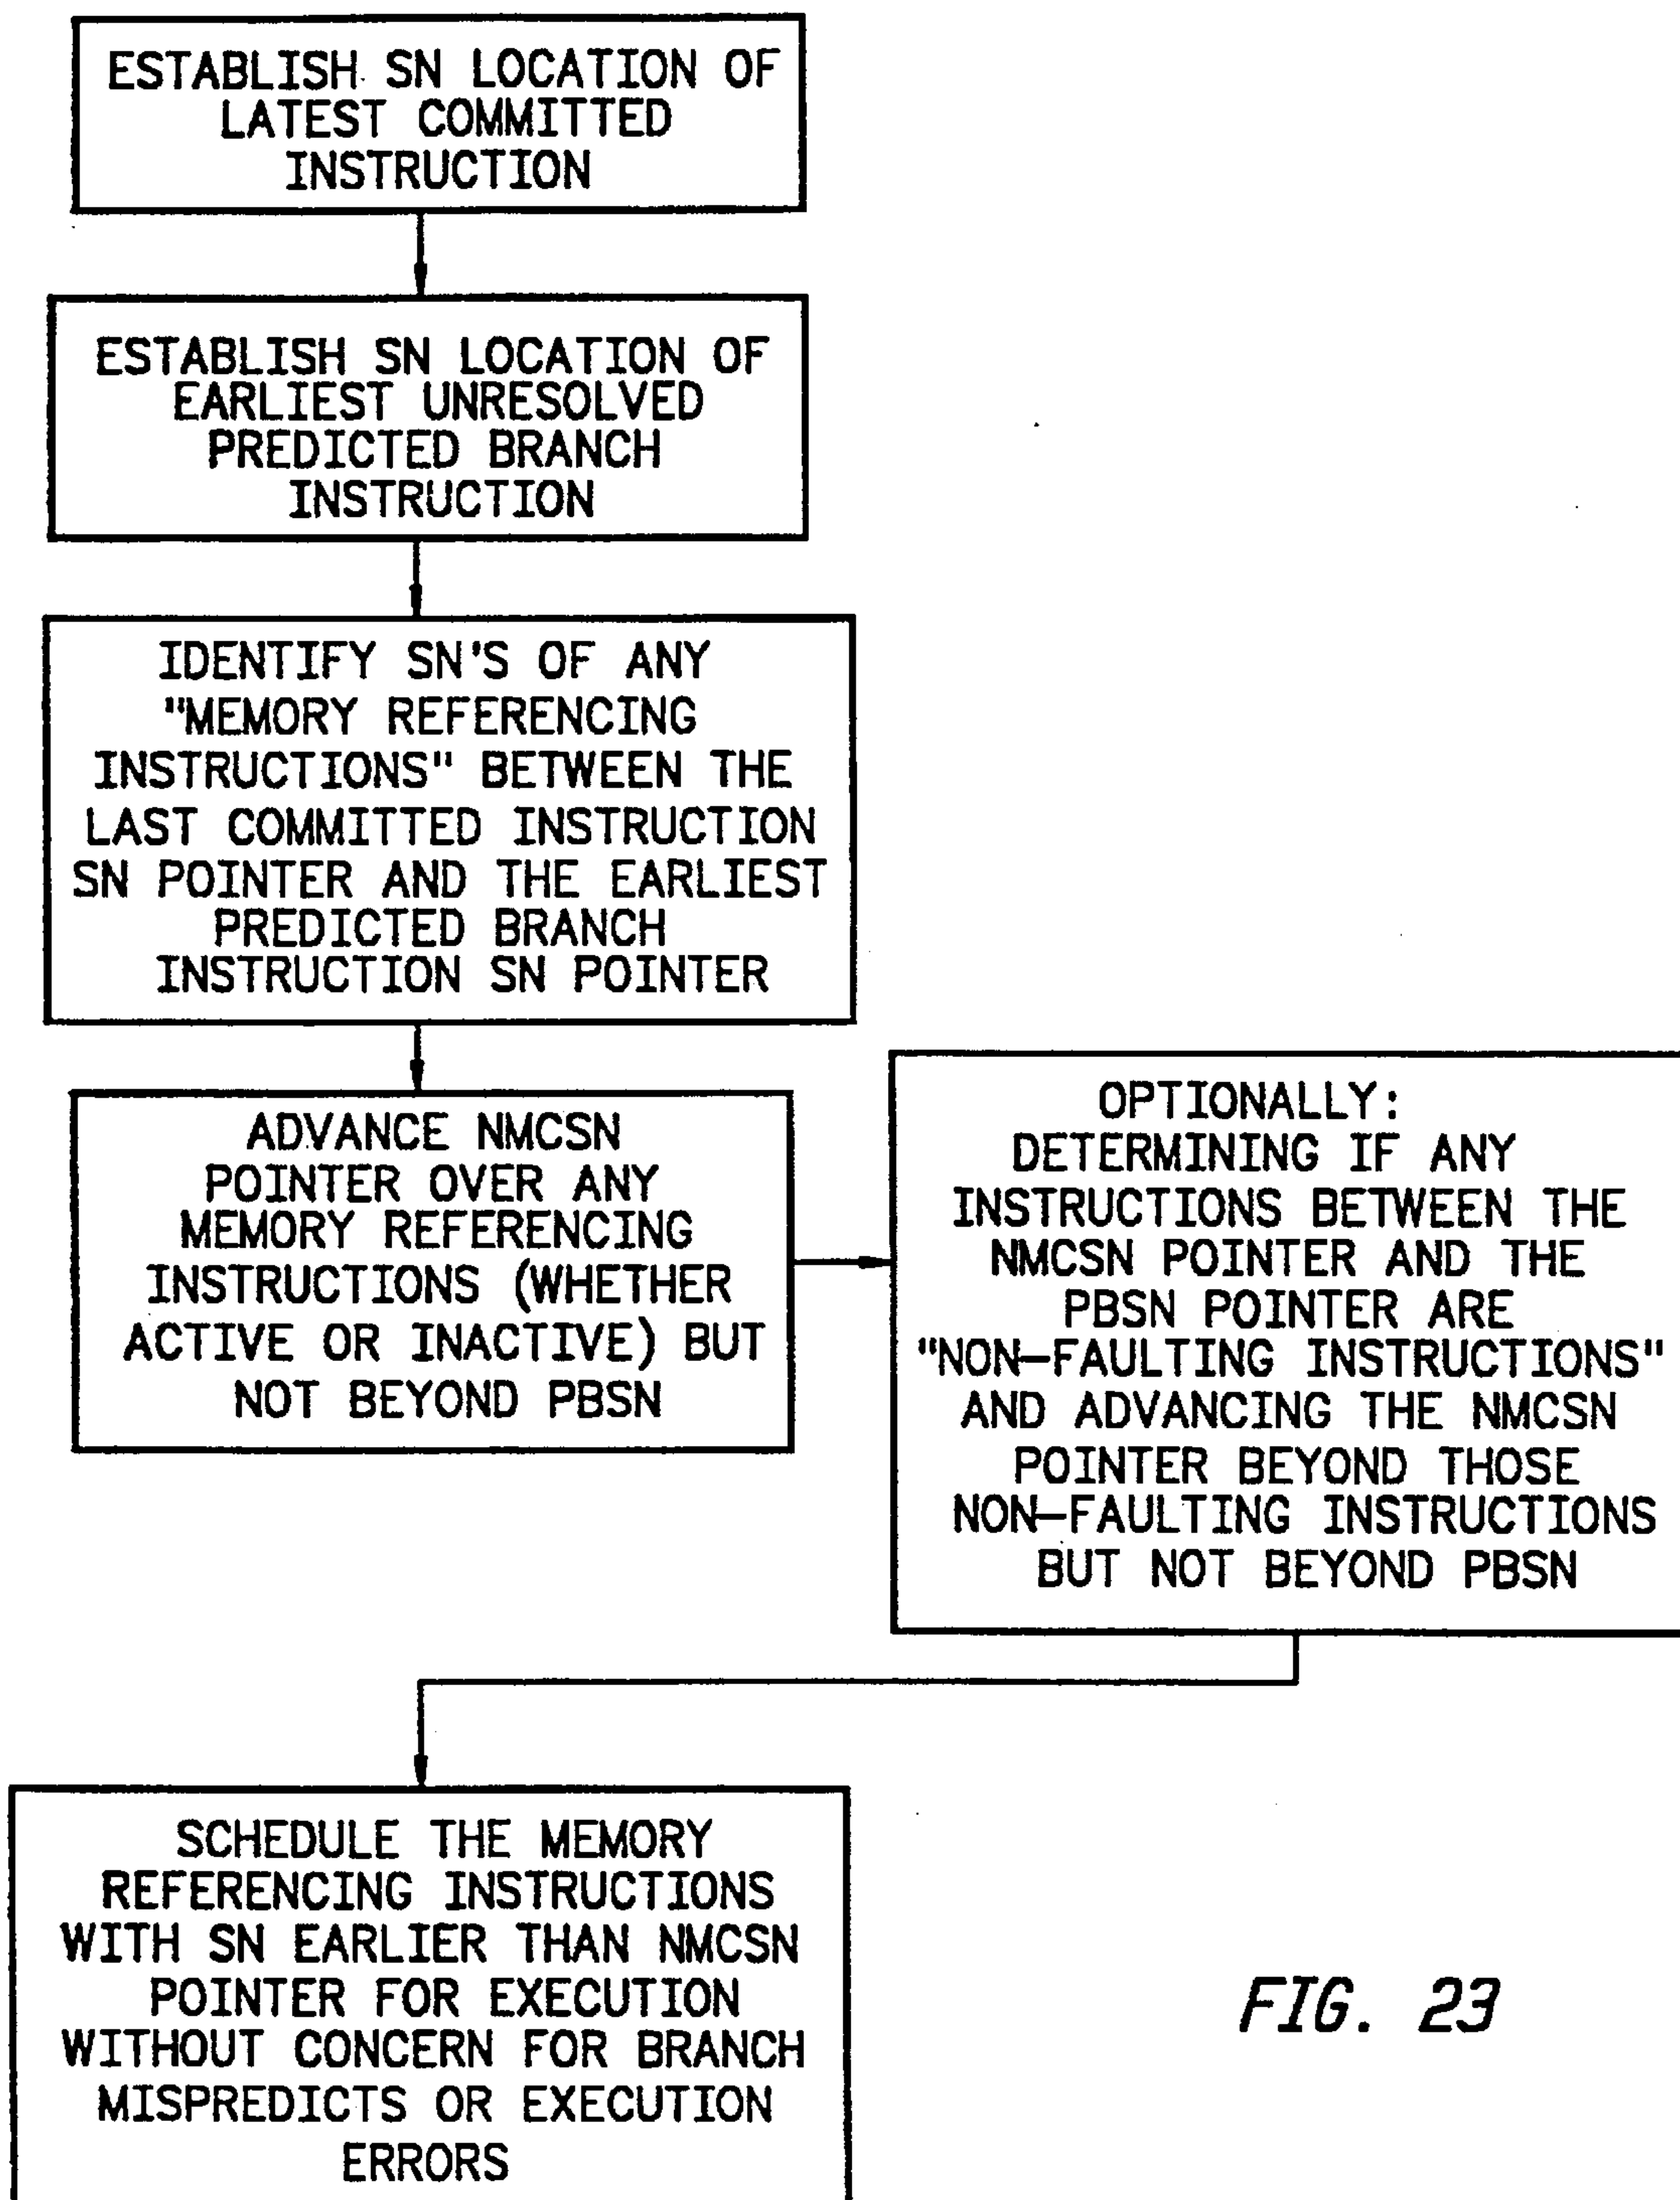 ESTABLISH SN LOCATION OF
LATEST COMMITTED
INSTRUCTION
ESTABLISH SN LOCATION OF
EARLIEST UNRESOLVED
PREDICTED BRANCH
INSTRUCTION
IDENTIFY SN'S OF ANY
"MEMORY REFERENCING
INSTRUCTIONS" BETWEEN THE
LAST COMMITTED INSTRUCTION
SN POINTER AND THE EARLIEST
PREDICTED BRANCH
INSTRUCTION SN POINTER
ADVANCE NMCSN
POINTER OVER ANY
MEMORY REFERENCING
INSTRUCTIONS (WHETHER
ACTIVE OR INACTIVE) BUT
NOT BEYOND PBSN
OPTIONALLY:
DETERMINING IF ANY
INSTRUCTIONS BETWEEN THE
NMCSN POINTER AND THE
PBSN POINTER ARE
"NON-FAULTING INSTRUCTIONS"
AND ADVANCING THE NMCSN
POINTER BEYOND THOSE
NON-FAULTING INSTRUCTIONS
BUT NOT BEYOND PBSN
SCHEDULE THE MEMORY
REFERENCING INSTRUCTIONS
WITH SN EARLIER THAN NMCSN
POINTER FOR EXECUTION
WITHOUT CONCERN FOR BRANCH
MISPREDICTS OR EXECUTION
ERRORS
FIG. 23